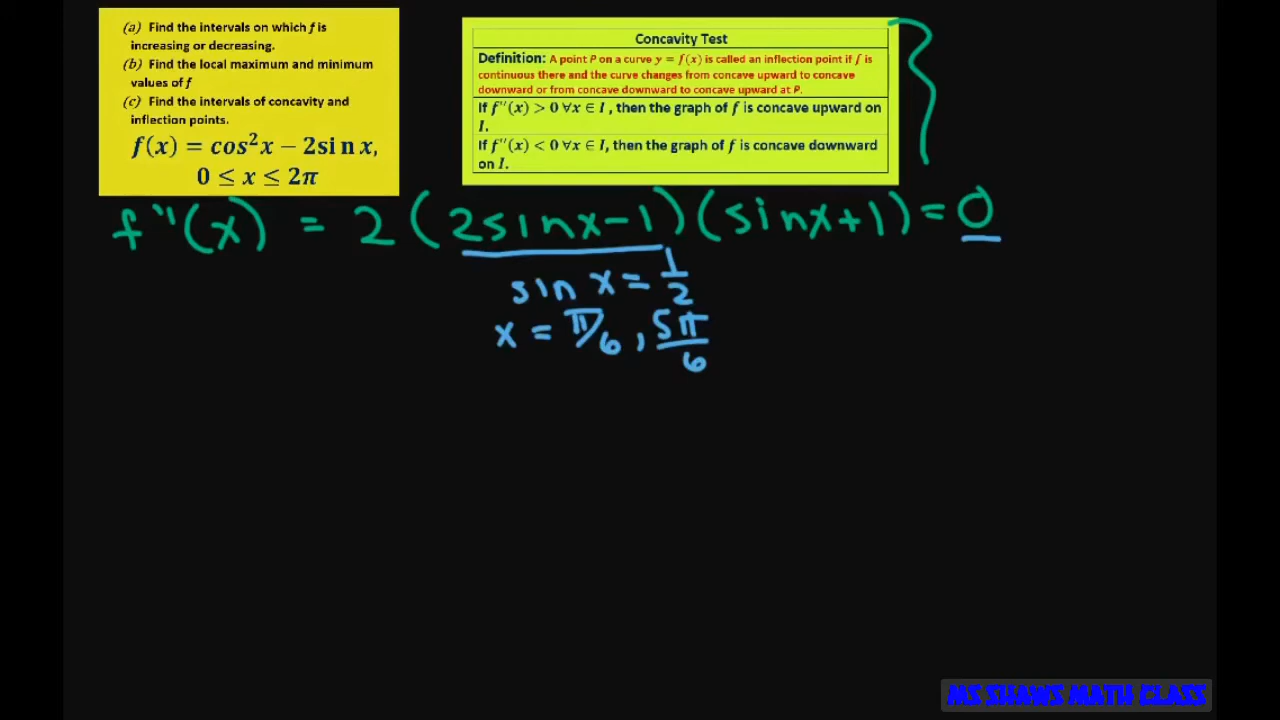 (a) Find the intervals on which f is
increasing or decreasing.
(b) Find the local maximum and minimum
values of f
(c) Find the intervals of concavity and
inflection points.
f(x) = cos²x − 2sin x,
0 ≤ x ≤ 2π
Concavity Test
Definition: A point P on a curve y = f(x) is called an inflection point if f is
continuous there and the curve changes from concave upward to concave
downward or from concave downward to concave upward at P.
If f''(x) > 0 ∀x ∈ I , then the graph of f is concave upward on
I.
If f''(x) < 0 ∀x ∈ I, then the graph of f is concave downward
on I.
f''(x) = 2(2sinx−1)(sinx+1)=0
sin x = 1/2
x = π/6, 5π/6
MS SHAWS MATH CLASS